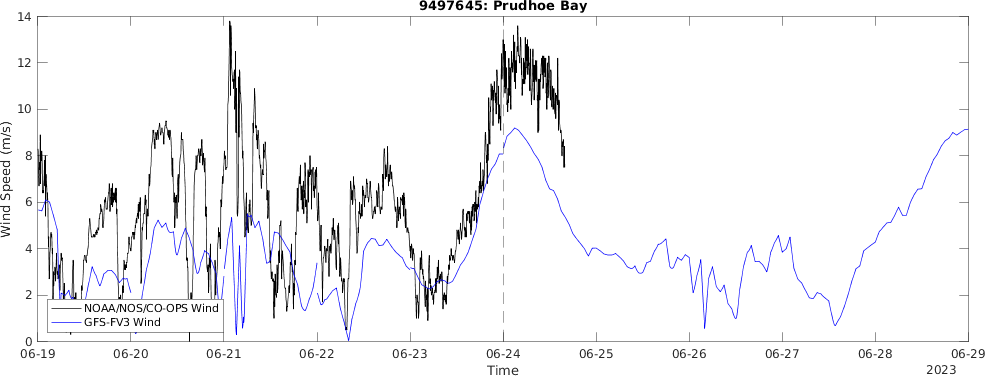 9497645: Prudhoe Bay
14
12
10
8
6
4
2
0
Wind Speed (m/s)
NOAA/NOS/CO-OPS Wind
GFS-FV3 Wind
06-19 06-20 06-21 06-22 06-23 06-24 06-25 06-26 06-27 06-28 06-29
Time
2023